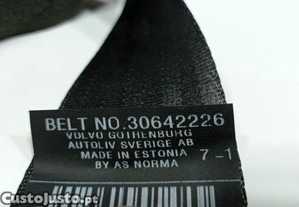 BELT NO.30642226
VOLVO GOTHENBURG
AUTOLIV SVERIGE AB
MADE IN ESTONIA 7-1
BY AS NORMA
CustoJusto.pt